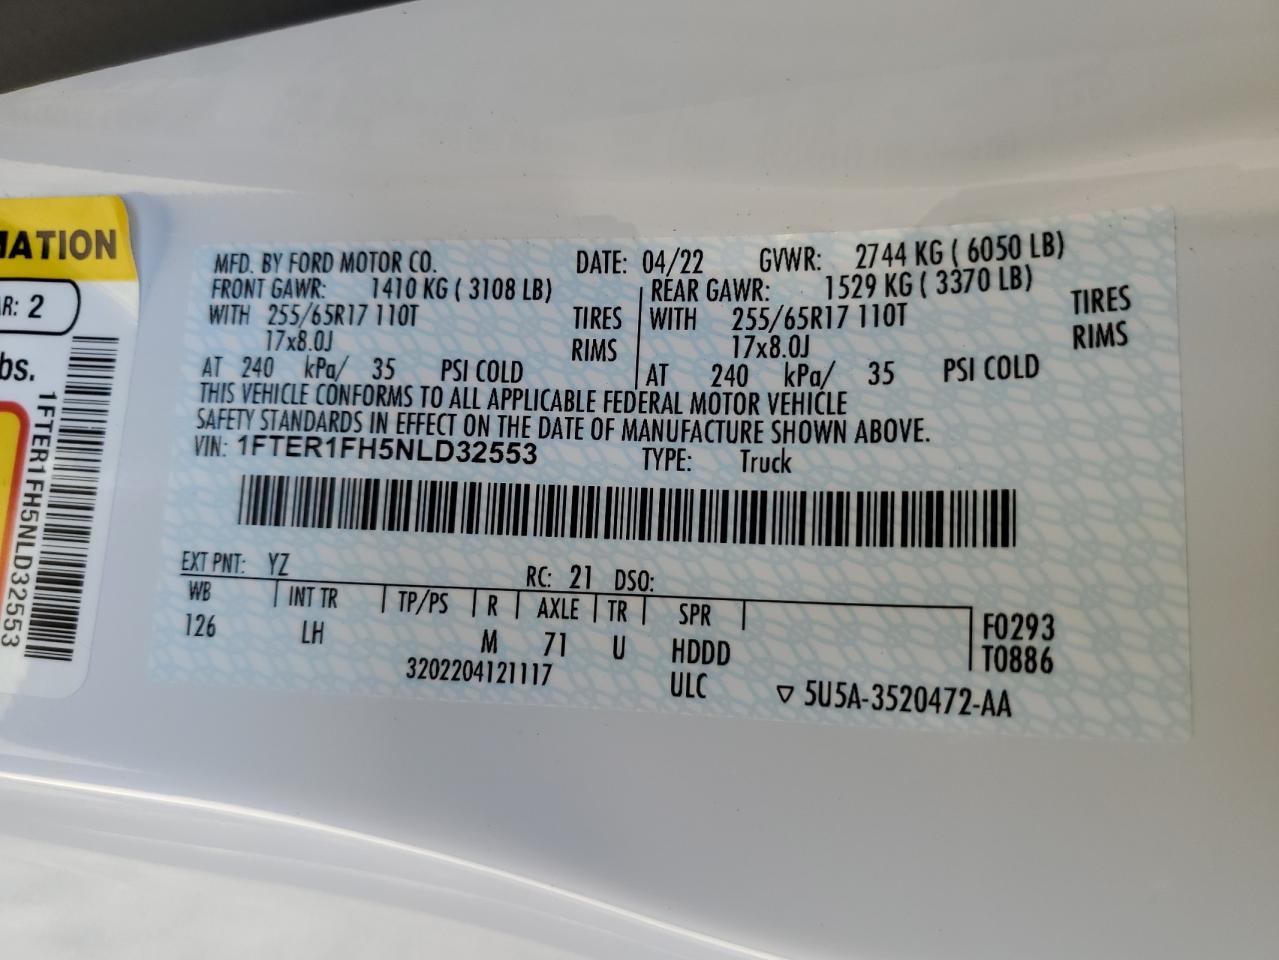 MATION
AR: 2
bs.
1FTER1FH5NLD32553
MFD. BY FORD MOTOR CO. DATE: 04/22 GVWR: 2744 KG ( 6050 LB)
FRONT GAWR: 1410 KG ( 3108 LB) REAR GAWR: 1529 KG ( 3370 LB)
WITH 255/65R17 110T TIRES WITH 255/65R17 110T TIRES
17x8.0J RIMS 17x8.0J RIMS
AT 240 kPa/ 35 PSI COLD AT 240 kPa/ 35 PSI COLD
THIS VEHICLE CONFORMS TO ALL APPLICABLE FEDERAL MOTOR VEHICLE
SAFETY STANDARDS IN EFFECT ON THE DATE OF MANUFACTURE SHOWN ABOVE.
VIN: 1FTER1FH5NLD32553 TYPE: Truck
EXT PNT: YZ RC: 21 DSO:
WB INT TR TP/PS R AXLE TR SPR
126 LH M 71 U HDDD F0293
T0886
3202204121117 ULC ▽ 5U5A-3520472-AA